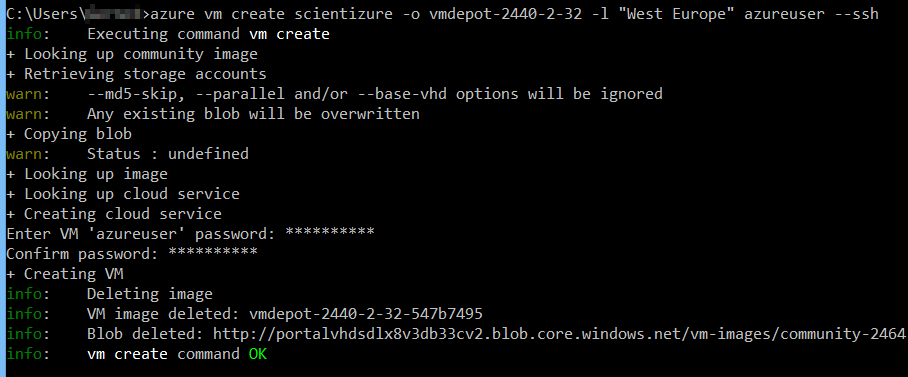 C:\Users\>azure vm create scientizure -o vmdepot-2440-2-32 -l "West Europe" azureuser --ssh
info:    Executing command vm create
+ Looking up community image
+ Retrieving storage accounts
warn:    --md5-skip, --parallel and/or --base-vhd options will be ignored
warn:    Any existing blob will be overwritten
+ Copying blob
warn:    Status : undefined
+ Looking up image
+ Looking up cloud service
+ Creating cloud service
Enter VM 'azureuser' password: **********
Confirm password: **********
+ Creating VM
info:    Deleting image
info:    VM image deleted: vmdepot-2440-2-32-547b7495
info:    Blob deleted: http://portalvhdsdlx8v3db33cv2.blob.core.windows.net/vm-images/community-2464
info:    vm create command OK